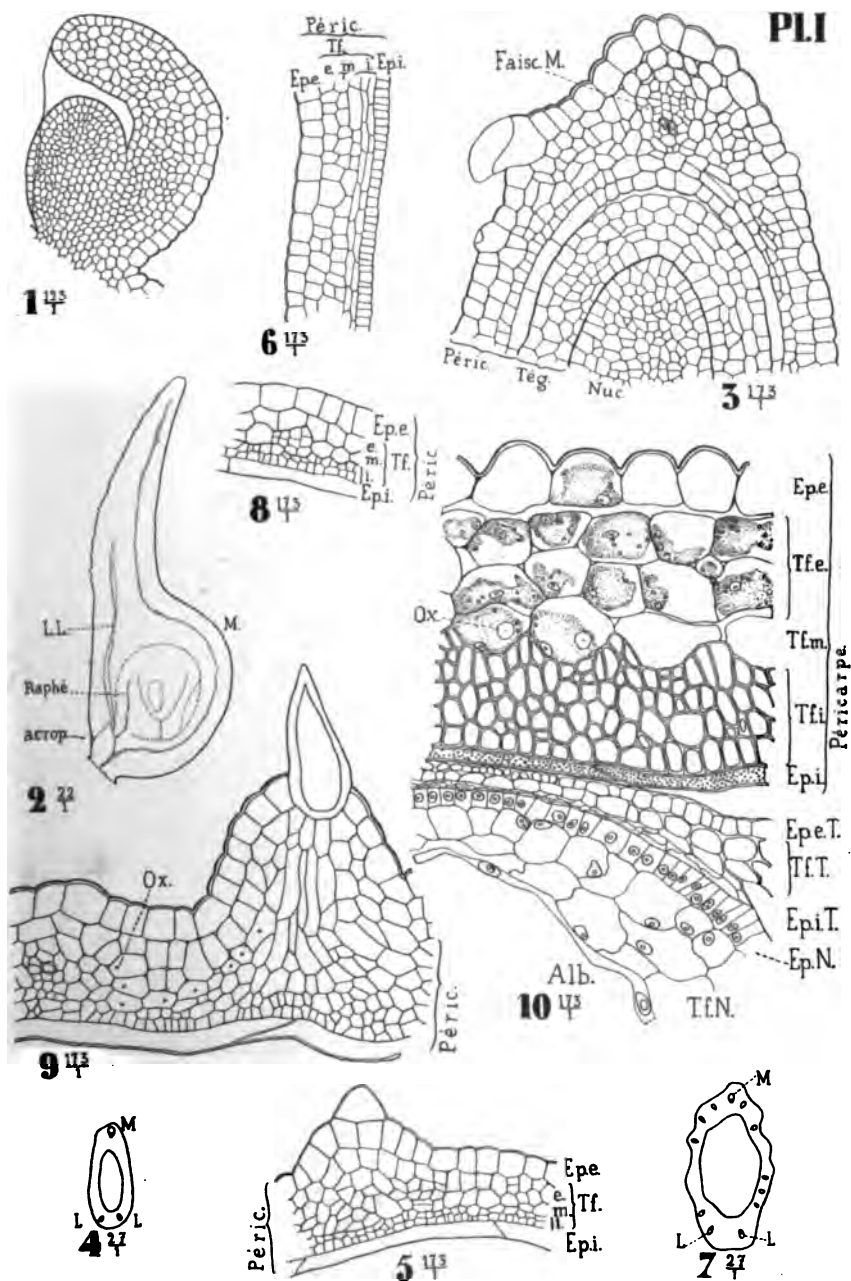 Pl.I
Péric.
Tf.
Ep.e. e. m. i. Ep.i.
Faisc. M.
1 173/1
6 173/1
Péric. Tég. Nuc.
3 173/1
Ep.e.
e.
m.
i.
Tf.
Ep.i.
Péric
8 173/1
L.L.
M.
Raphé
acrop.
2 22/1
Ep.e.
Tf.e.
Ox.
Tf.m.
Tf.i.
Ep.i.
Péricarpe.
Ep.e.T.
Tf.T.
Ep.i.T.
Ep.N.
Alb.
T.f.N.
10 173/1
Ox.
Péric.
9 173/1
M
L L
4 27/1
Ep.e.
e.
m.
i.
Tf.
Ep.i.
Péric.
5 173/1
M
L L
7 27/1